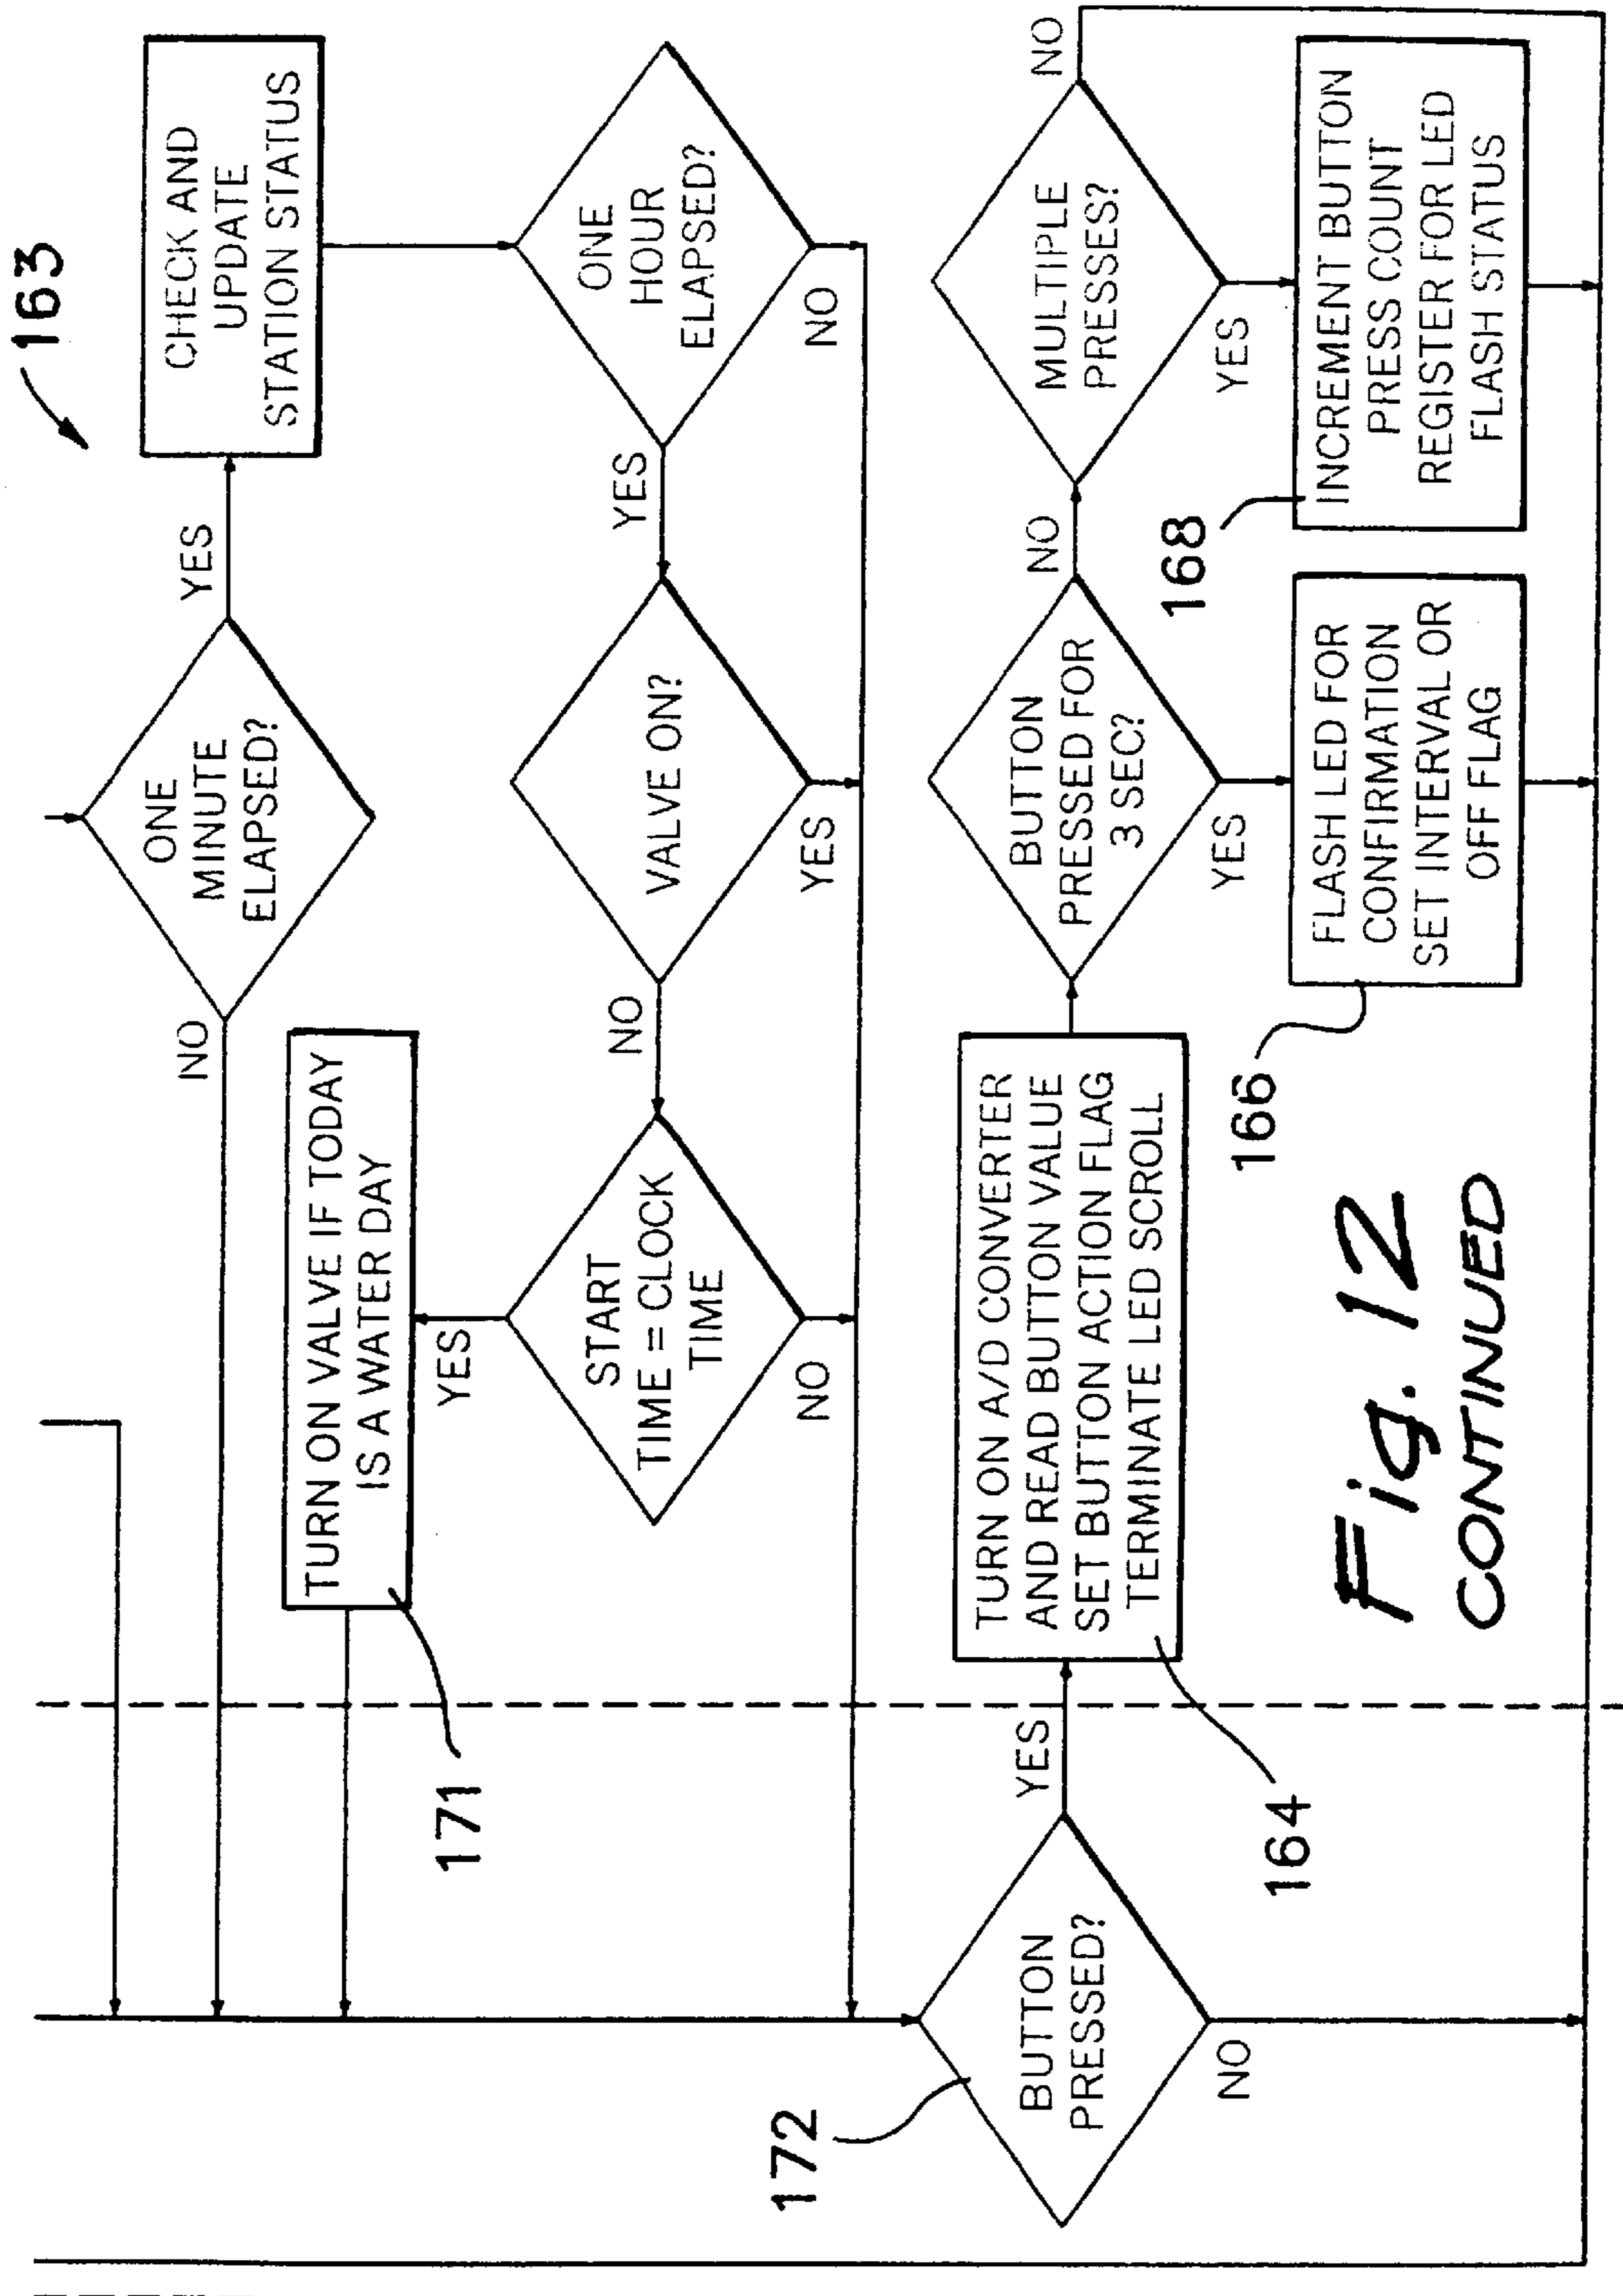 163
ONE
MINUTE
ELAPSED?
YES
NO
CHECK AND
UPDATE
STATION STATUS
ONE
HOUR
ELAPSED?
YES
NO
VALVE ON?
NO
YES
START
TIME = CLOCK
TIME
YES
NO
TURN ON VALVE IF TODAY
IS A WATER DAY
171
172
BUTTON
PRESSED?
YES
NO
TURN ON A/D CONVERTER
AND READ BUTTON VALUE
SET BUTTON ACTION FLAG
TERMINATE LED SCROLL
164
BUTTON
PRESSED FOR
3 SEC?
NO
YES
MULTIPLE
PRESSES?
NO
YES
FLASH LED FOR
CONFIRMATION
SET INTERVAL OR
OFF FLAG
166
INCREMENT BUTTON
PRESS COUNT
REGISTER FOR LED
FLASH STATUS
168
Fig. 12
CONTINUED